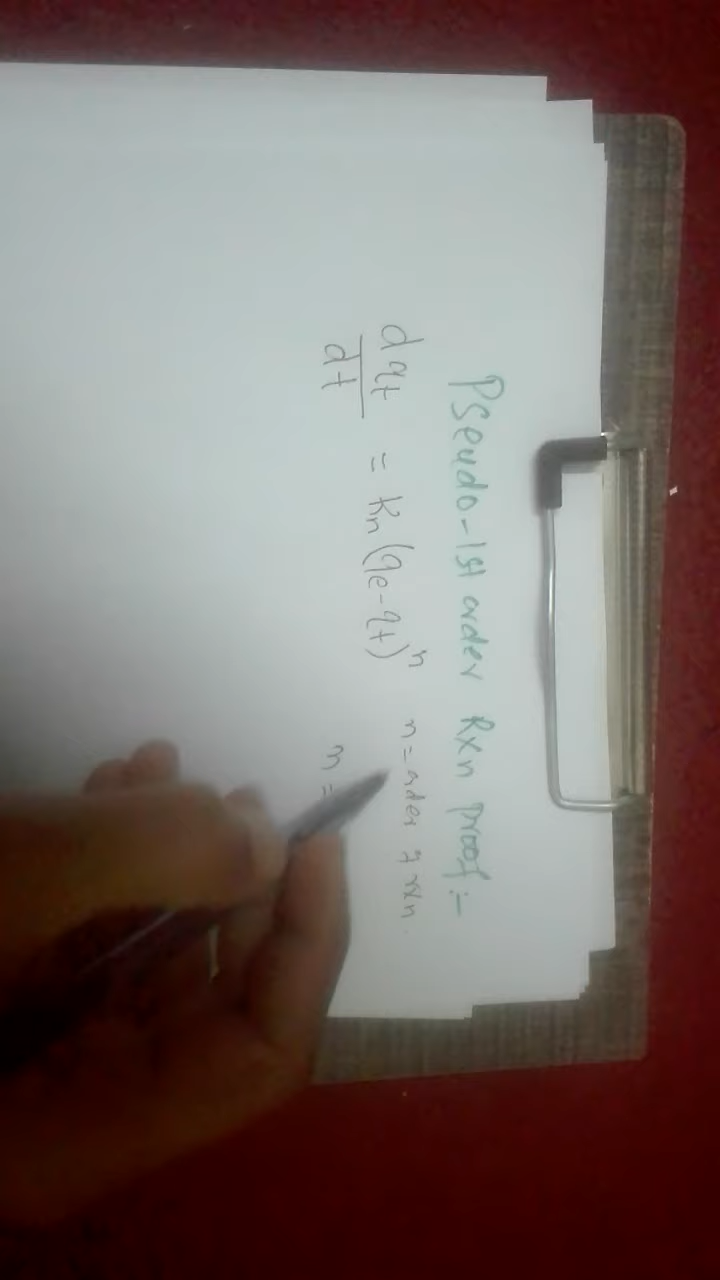 Pseudo-1st order Rxn Proof:-
dqt/dt = Kn(qe-qt)^n n = order of rxn.
n =